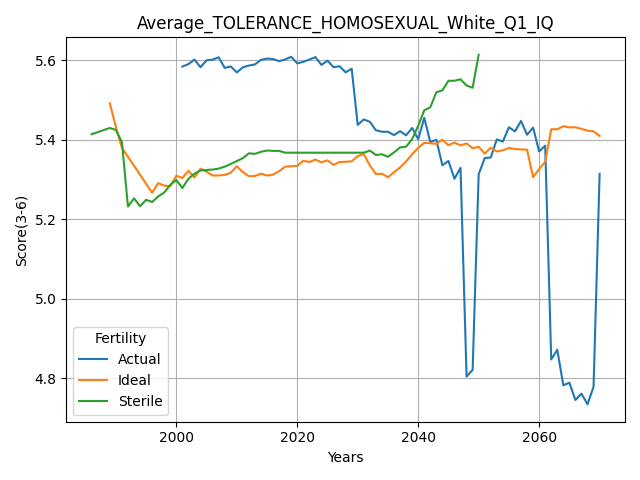 Average_TOLERANCE_HOMOSEXUAL_White_Q1_IQ
5.6
5.4
5.2
5.0
4.8
Score(3-6)
Fertility
Actual
Ideal
Sterile
2000 2020 2040 2060
Years